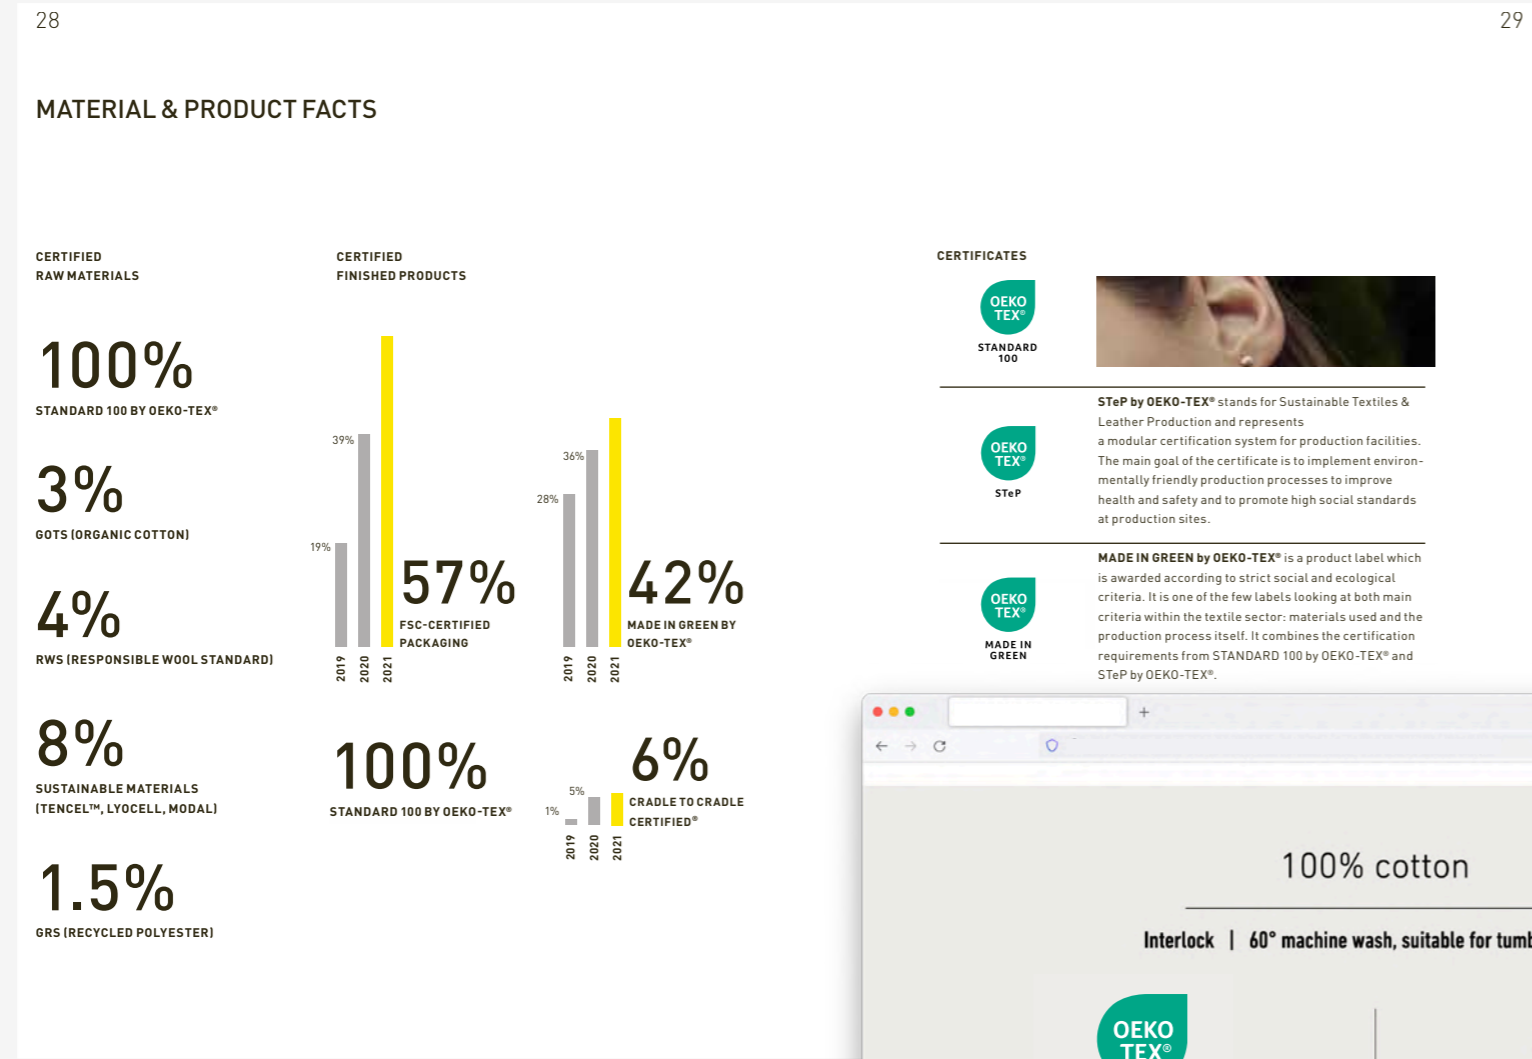 28
29
MATERIAL & PRODUCT FACTS
CERTIFIED
RAW MATERIALS
100%
STANDARD 100 BY OEKO-TEX®
3%
GOTS (ORGANIC COTTON)
4%
RWS (RESPONSIBLE WOOL STANDARD)
8%
SUSTAINABLE MATERIALS
(TENCEL™, LYOCELL, MODAL)
1.5%
GRS (RECYCLED POLYESTER)
CERTIFIED
FINISHED PRODUCTS
19%
39%
57%
FSC-CERTIFIED
PACKAGING
2019
2020
2021
28%
36%
42%
MADE IN GREEN BY
OEKO-TEX®
2019
2020
2021
100%
STANDARD 100 BY OEKO-TEX®
1%
5%
6%
CRADLE TO CRADLE
CERTIFIED®
2019
2020
2021
CERTIFICATES
OEKO
TEX®
STANDARD
100
OEKO
TEX®
STeP
STeP by OEKO-TEX® stands for Sustainable Textiles &
Leather Production and represents
a modular certification system for production facilities.
The main goal of the certificate is to implement environ-
mentally friendly production processes to improve
health and safety and to promote high social standards
at production sites.
OEKO
TEX®
MADE IN
GREEN
MADE IN GREEN by OEKO-TEX® is a product label which
is awarded according to strict social and ecological
criteria. It is one of the few labels looking at both main
criteria within the textile sector: materials used and the
production process itself. It combines the certification
requirements from STANDARD 100 by OEKO-TEX® and
STeP by OEKO-TEX®.
100% cotton
Interlock | 60° machine wash, suitable for tumb
OEKO
TEX®